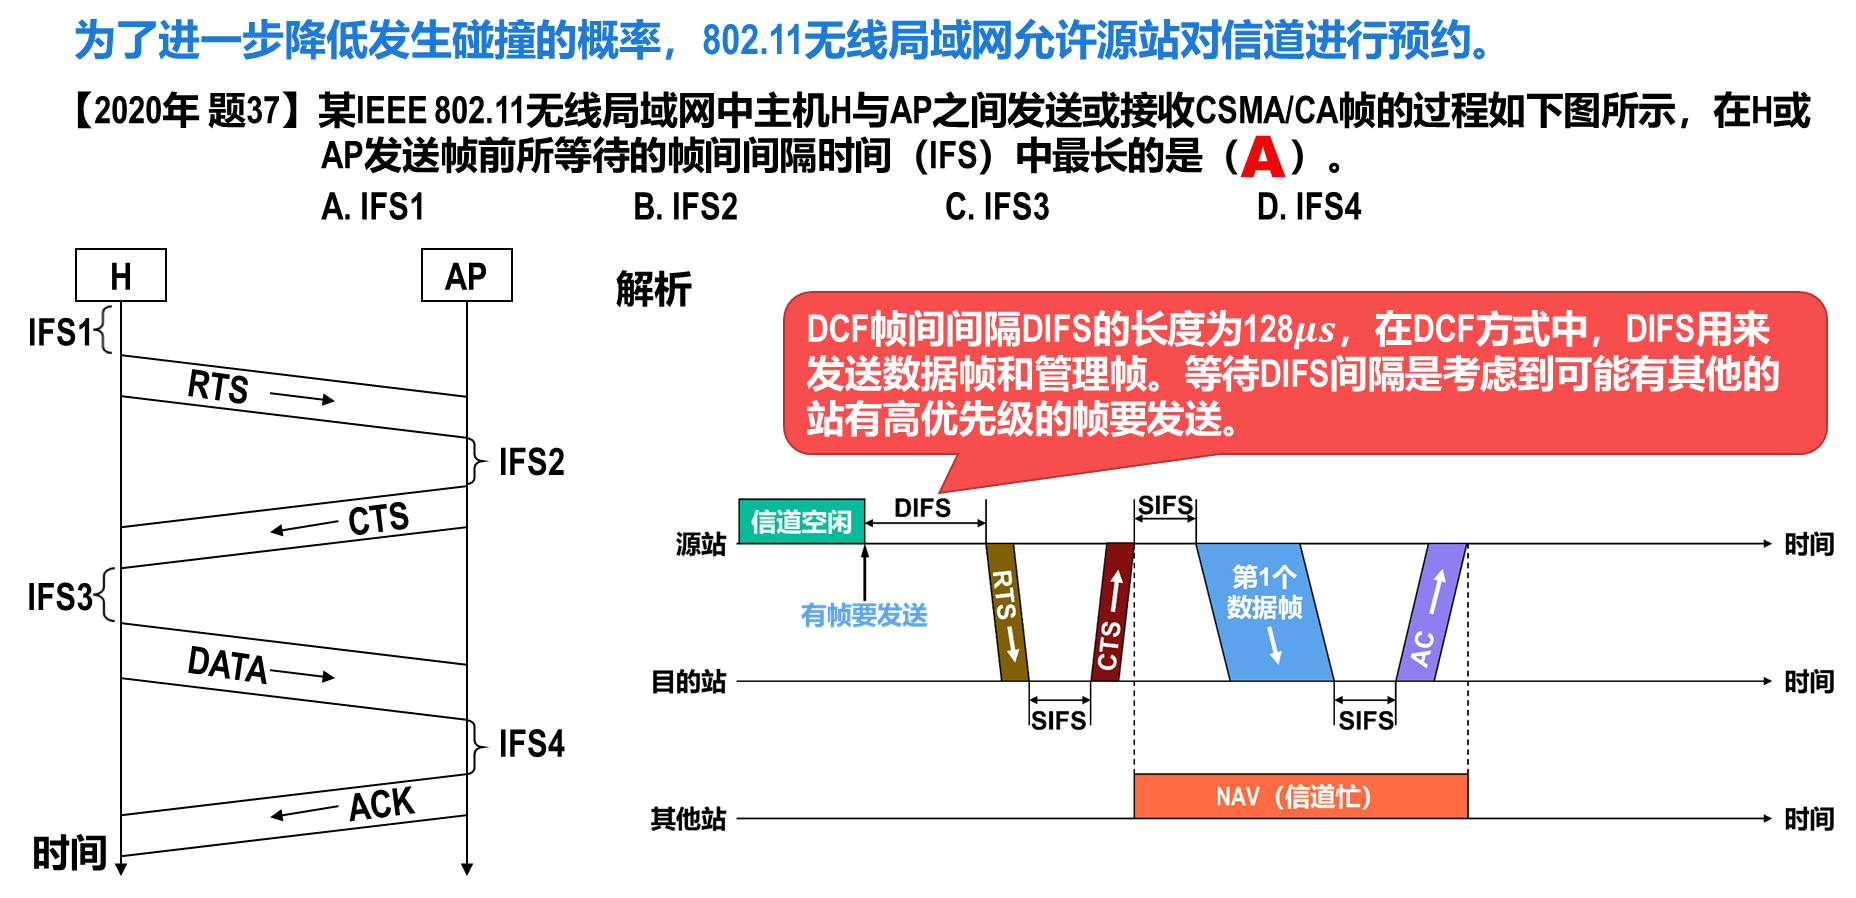 为了进一步降低发生碰撞的概率，802.11无线局域网允许源站对信道进行预约。
【2020年 题37】某IEEE 802.11无线局域网中主机H与AP之间发送或接收CSMA/CA帧的过程如下图所示，在H或
AP发送帧前所等待的帧间间隔时间（IFS）中最长的是（A）。
A. IFS1 B. IFS2 C. IFS3 D. IFS4
H AP
IFS1
RTS
IFS2
CTS
IFS3
DATA
IFS4
ACK
时间
解析
DCF帧间间隔DIFS的长度为128μs，在DCF方式中，DIFS用来
发送数据帧和管理帧。等待DIFS间隔是考虑到可能有其他的
站有高优先级的帧要发送。
信道空闲 DIFS SIFS
源站 时间
有帧要发送
RTS
CTS
第1个
数据帧
AC
目的站 时间
SIFS SIFS
NAV（信道忙）
其他站 时间